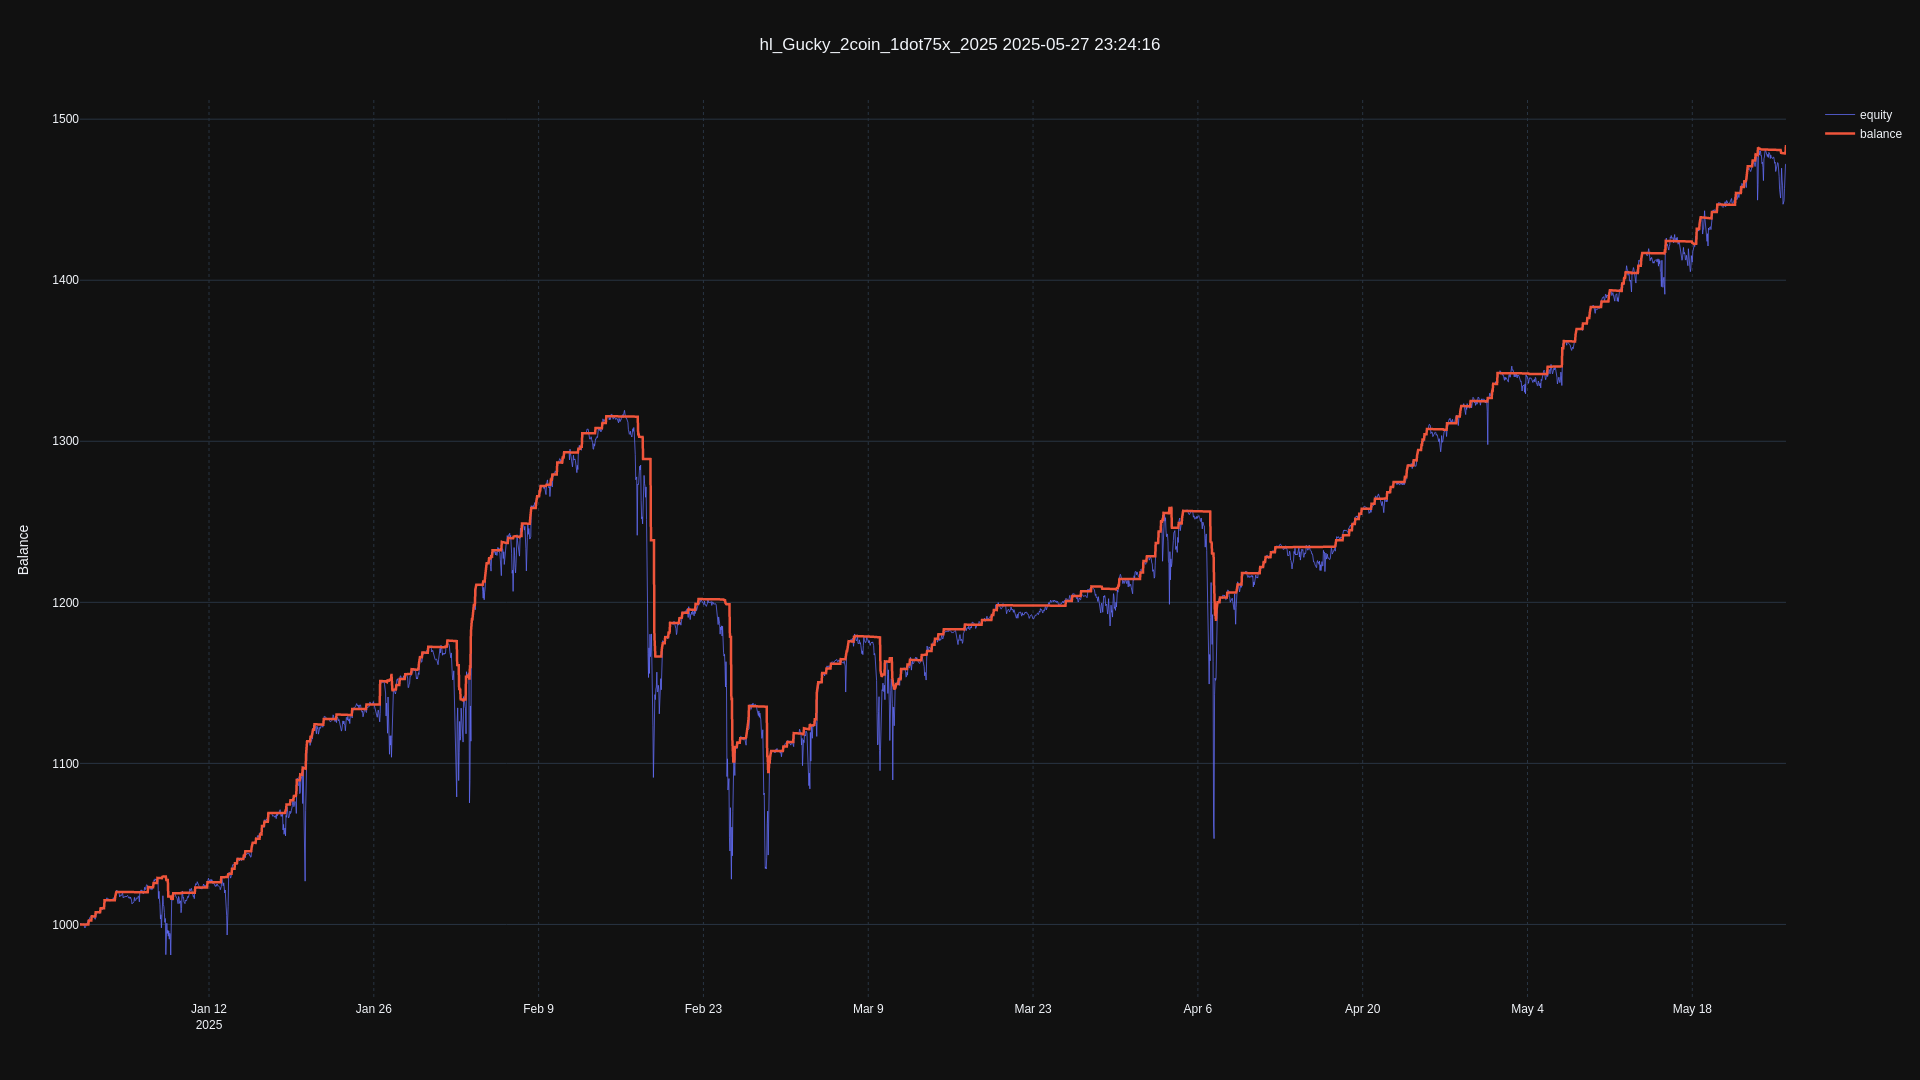 hl_Gucky_2coin_1dot75x_2025 2025-05-27 23:24:16
equity
balance
Balance
1500
1400
1300
1200
1100
1000
Jan 12
2025
Jan 26
Feb 9
Feb 23
Mar 9
Mar 23
Apr 6
Apr 20
May 4
May 18